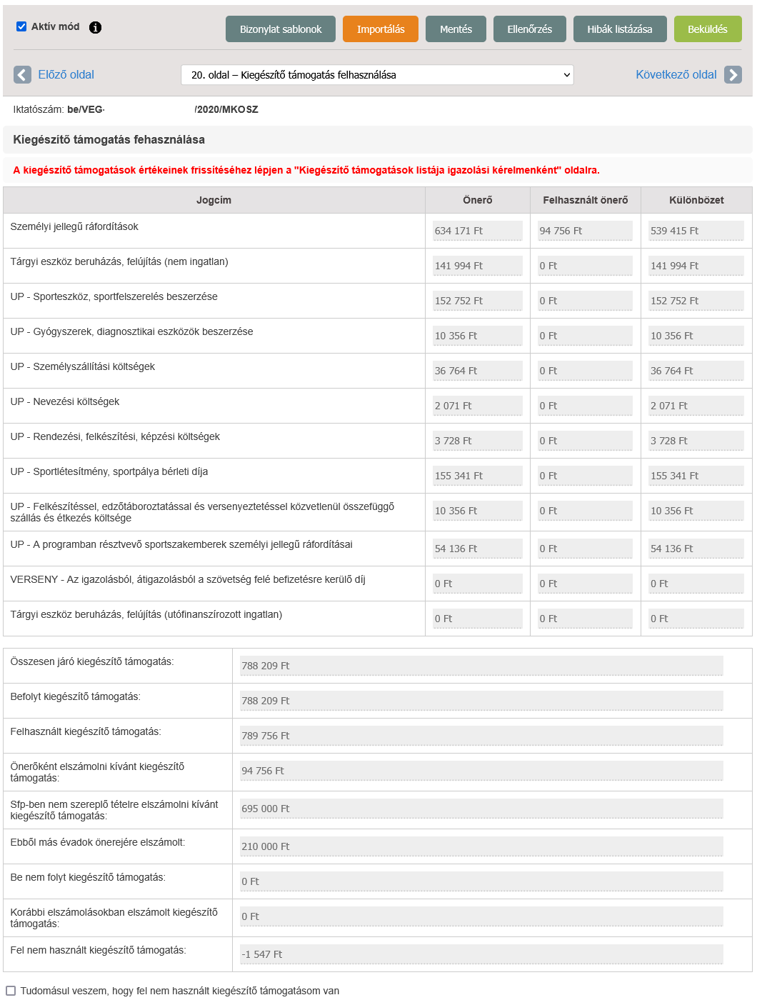 Aktív mód
Bizonylat sablonok
Importálás
Mentés
Ellenőrzés
Hibák listázása
Beküldés
Előző oldal
20. oldal – Kiegészítő támogatás felhasználása
Következő oldal
Iktatószám: be/VEG- /2020/MKOSZ
Kiegészítő támogatás fehasználása
A kiegészítő támogatások értékeinek frissítéséhez lépjen a "Kiegészítő támogatások listája igazolási kérelmenként" oldalra.
Jogcím Önerő Felhasznált önerő Különbözet
Személyi jellegű ráfordítások 634 171 Ft 94 756 Ft 539 415 Ft
Tárgyi eszköz beruházás, felújítás (nem ingatlan) 141 994 Ft 0 Ft 141 994 Ft
UP - Sporteszköz, sportfelszerelés beszerzése 152 752 Ft 0 Ft 152 752 Ft
UP - Gyógyszerek, diagnosztikai eszközök beszerzése 10 356 Ft 0 Ft 10 356 Ft
UP - Személyszállítási költségek 36 764 Ft 0 Ft 36 764 Ft
UP - Nevezési költségek 2 071 Ft 0 Ft 2 071 Ft
UP - Rendezési, felkészítési, képzési költségek 3 728 Ft 0 Ft 3 728 Ft
UP - Sportlétesítmény, sportpálya bérleti díja 155 341 Ft 0 Ft 155 341 Ft
UP - Felkészítéssel, edzőtáboroztatással és versenyeztetéssel közvetlenül összefüggő
szállás és étkezés költsége 10 356 Ft 0 Ft 10 356 Ft
UP - A programban résztvevő sportszakemberek személyi jellegű ráfordításai 54 136 Ft 0 Ft 54 136 Ft
VERSENY - Az igazolásból, átigazolásból a szövetség felé befizetésre kerülő díj 0 Ft 0 Ft 0 Ft
Tárgyi eszköz beruházás, felújítás (utófinanszírozott ingatlan) 0 Ft 0 Ft 0 Ft
Összesen járó kiegészítő támogatás: 788 209 Ft
Befolyt kiegészítő támogatás: 788 209 Ft
Felhasznált kiegészítő támogatás: 789 756 Ft
Önerőként elszámolni kívánt kiegészítő
támogatás: 94 756 Ft
Sfp-ben nem szereplő tételre elszámolni kívánt
kiegészítő támogatás: 695 000 Ft
Ebből más évadok önerejére elszámolt: 210 000 Ft
Be nem folyt kiegészítő támogatás: 0 Ft
Korábbi elszámolásokban elszámolt kiegészítő
támogatás: 0 Ft
Fel nem használt kiegészítő támogatás: -1 547 Ft
Tudomásul veszem, hogy fel nem használt kiegészítő támogatásom van